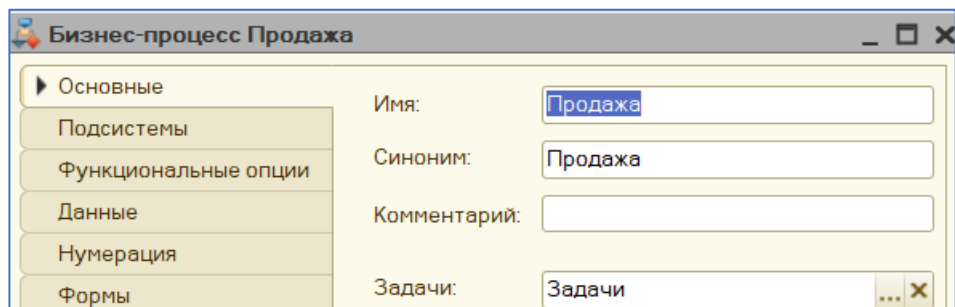 Бизнес-процесс Продажа
Основные
Подсистемы
Функциональные опции
Данные
Нумерация
Формы
Имя: Продажа
Синоним: Продажа
Комментарий:
Задачи: Задачи ...